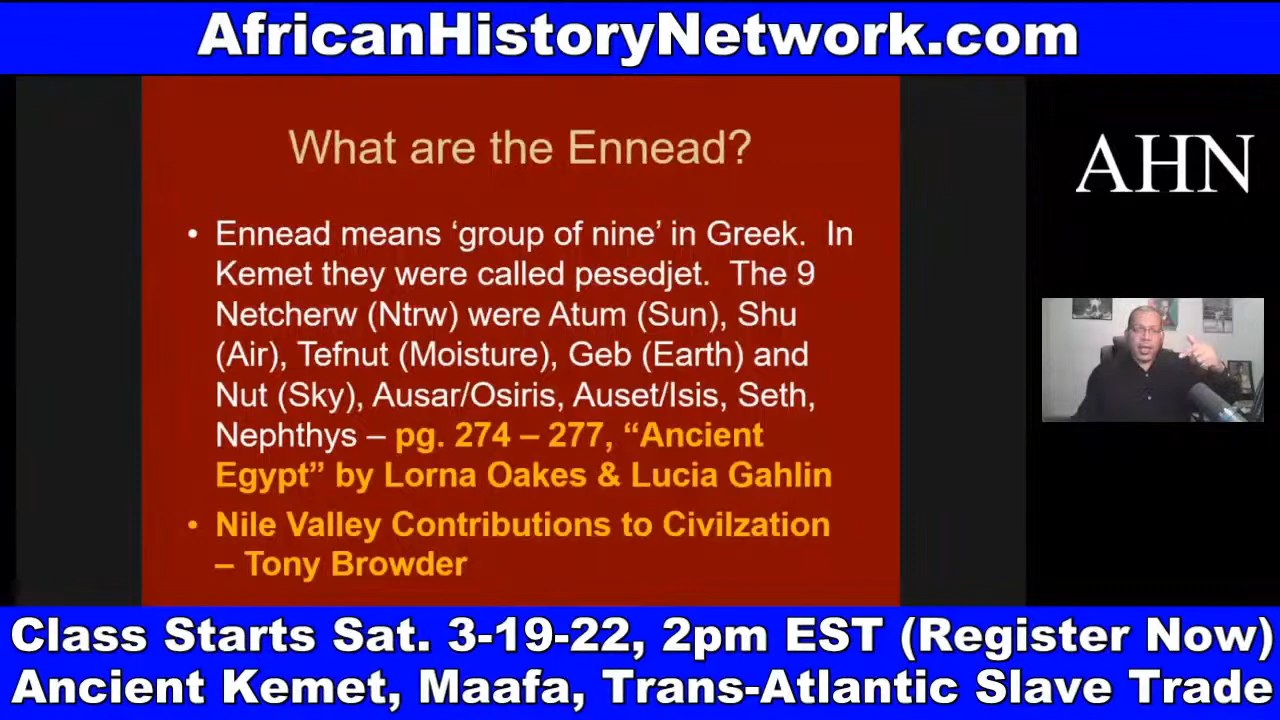 AfricanHistoryNetwork.com
What are the Ennead?
• Ennead means ‘group of nine’ in Greek. In
Kemet they were called pesedjet. The 9
Netcherw (Ntrw) were Atum (Sun), Shu
(Air), Tefnut (Moisture), Geb (Earth) and
Nut (Sky), Ausar/Osiris, Auset/Isis, Seth,
Nephthys – pg. 274 – 277, “Ancient
Egypt” by Lorna Oakes & Lucia Gahlin
• Nile Valley Contributions to Civilzation
– Tony Browder
AHN
Class Starts Sat. 3-19-22, 2pm EST (Register Now)
Ancient Kemet, Maafa, Trans-Atlantic Slave Trade